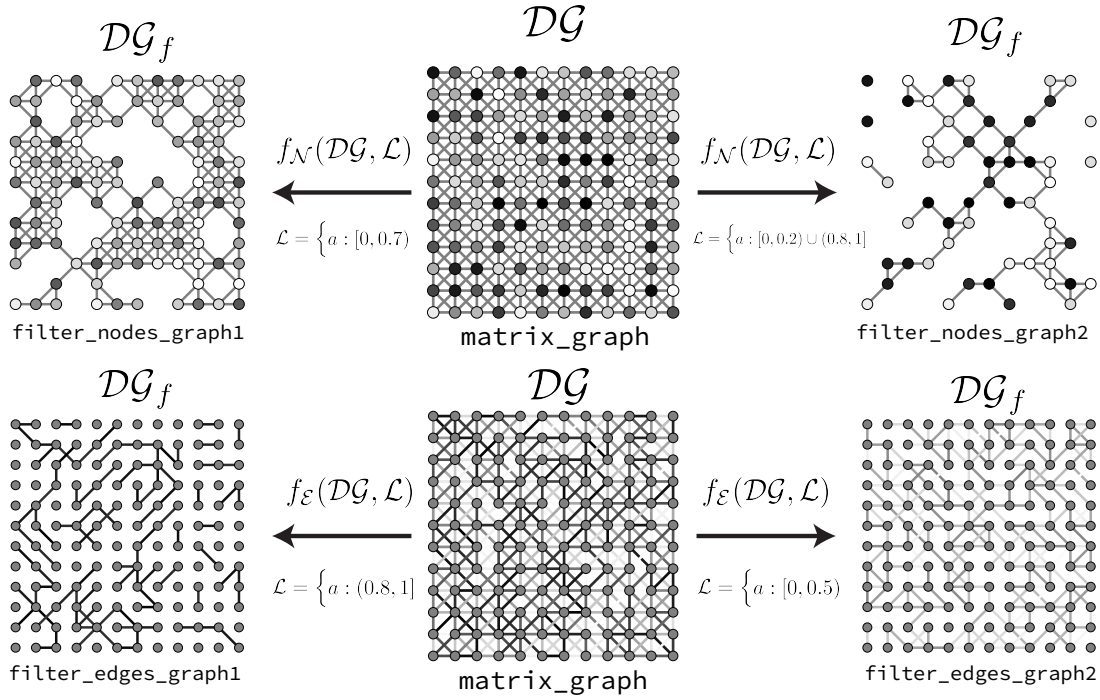 𝒟𝒢_f
𝒟𝒢
𝒟𝒢_f
f_𝒩(𝒟𝒢, ℒ)
f_𝒩(𝒟𝒢, ℒ)
ℒ = { a : [0, 0.7)
ℒ = { a : [0, 0.2) ∪ (0.8, 1]
filter_nodes_graph1
matrix_graph
filter_nodes_graph2
𝒟𝒢_f
𝒟𝒢
𝒟𝒢_f
f_ℰ(𝒟𝒢, ℒ)
f_ℰ(𝒟𝒢, ℒ)
ℒ = { a : (0.8, 1]
ℒ = { a : [0, 0.5)
filter_edges_graph1
matrix_graph
filter_edges_graph2